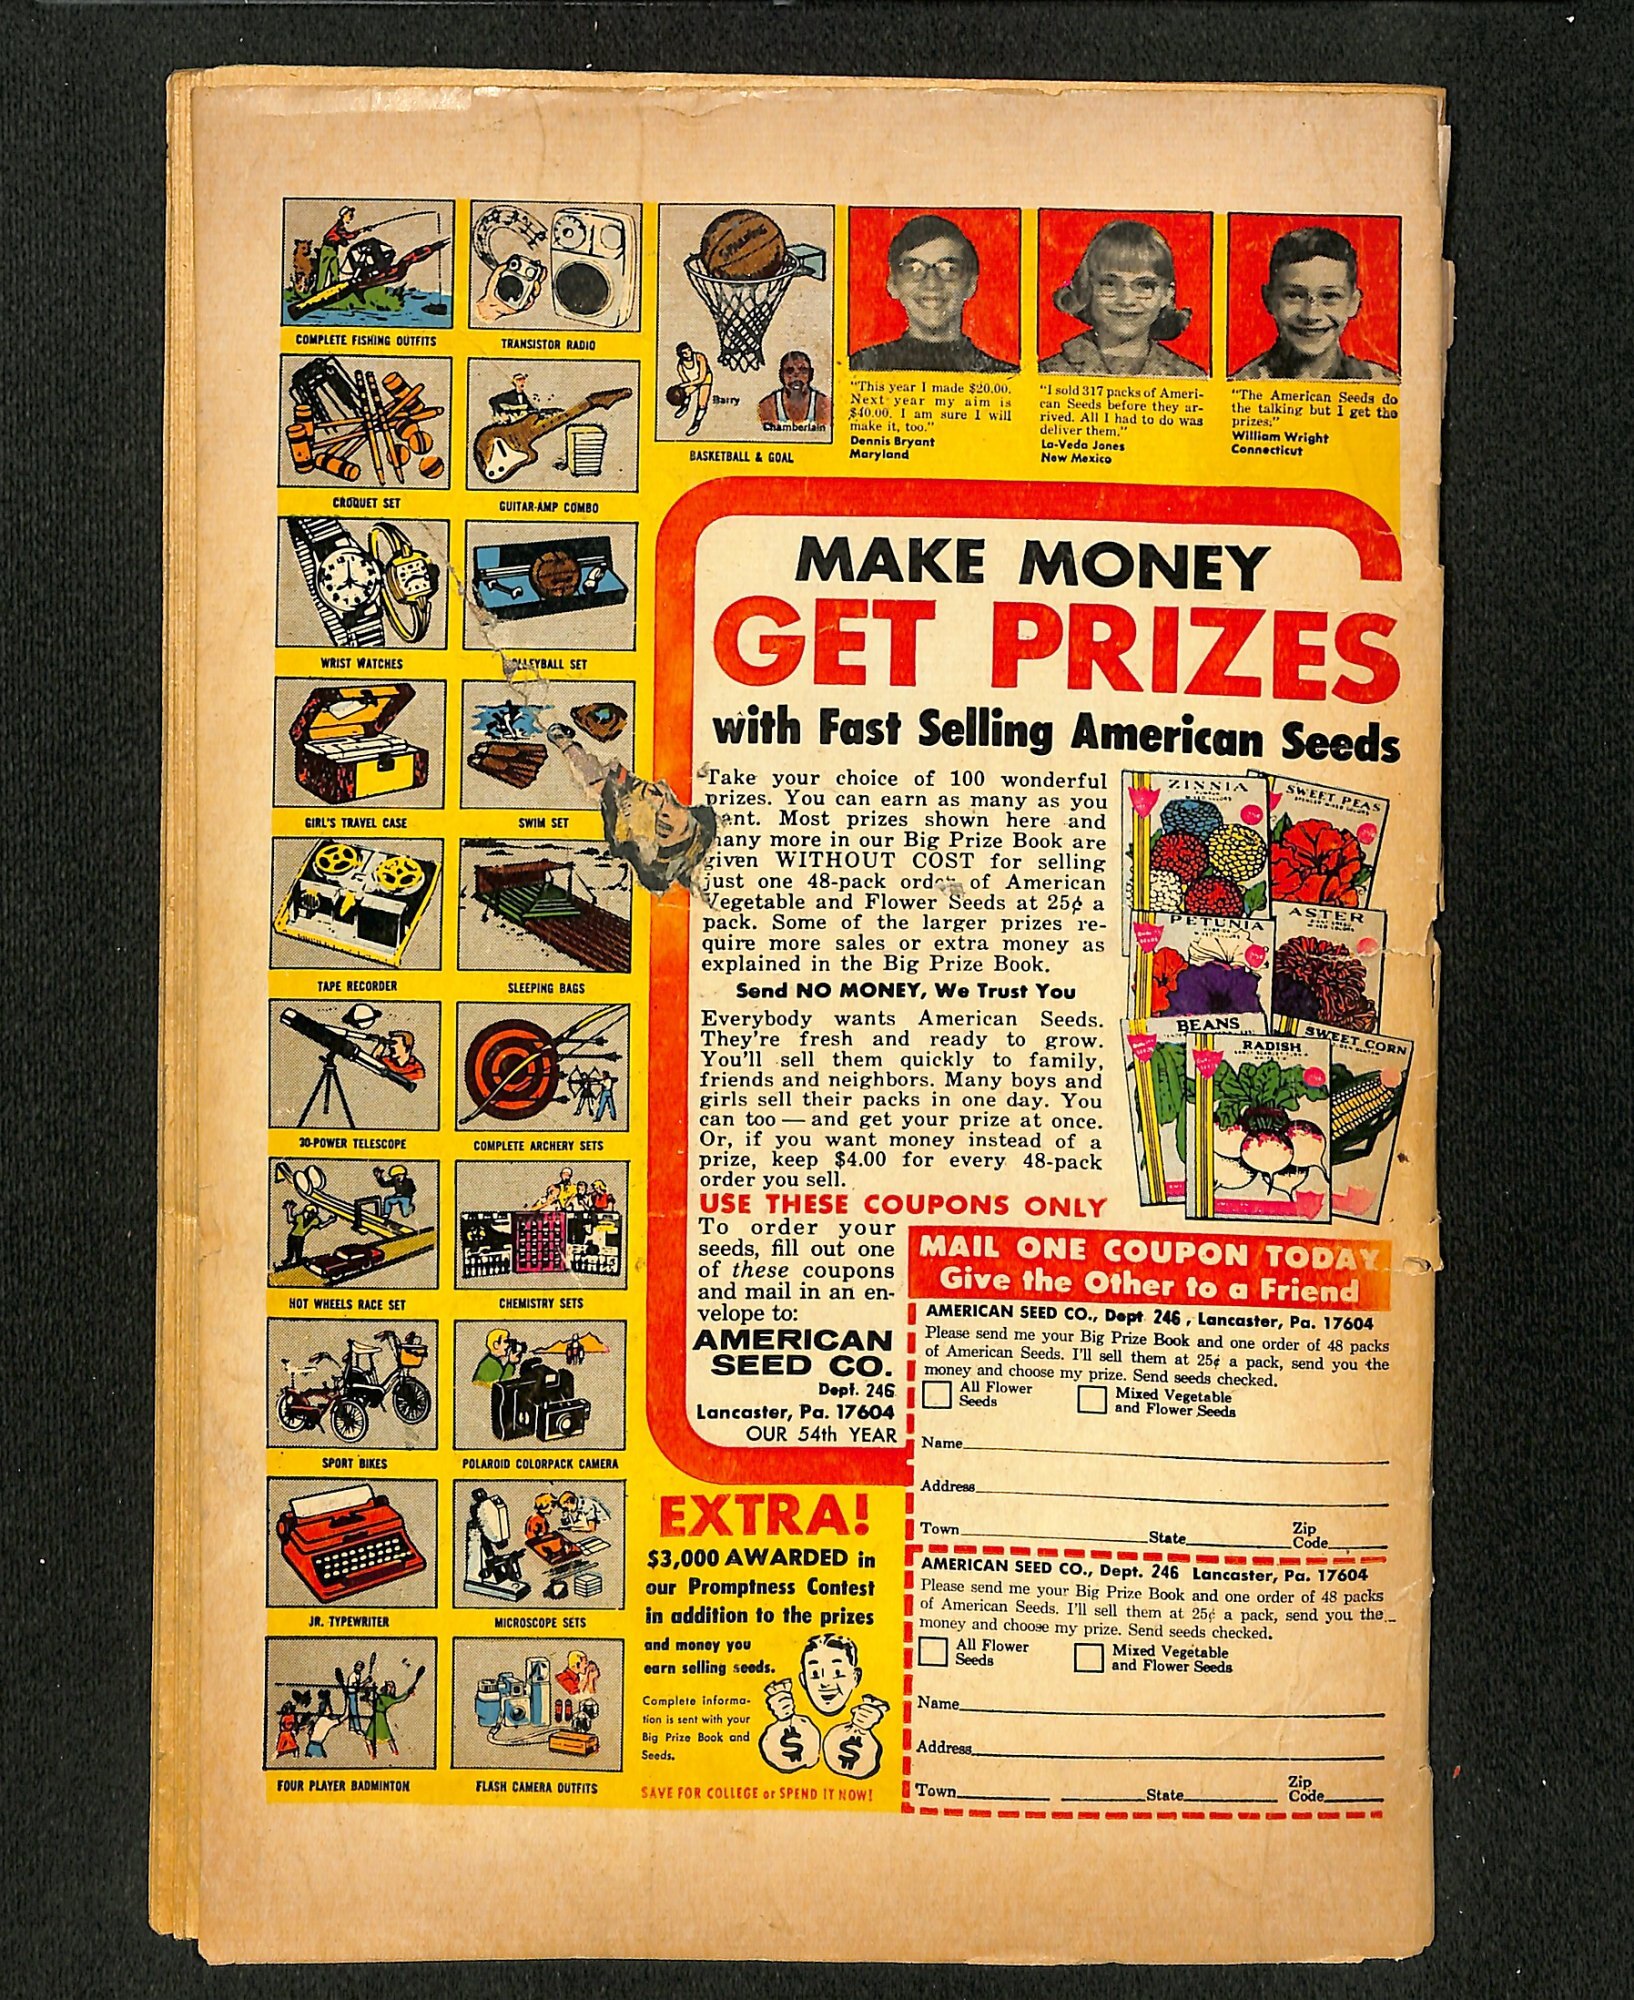 COMPLETE FISHING OUTFITS
TRANSISTOR RADIO
SPALDING
Barry
Chamberlain
BASKETBALL & GOAL
CROQUET SET
GUITAR-AMP COMBO
WRIST WATCHES
LLEYBALL SET
GIRL'S TRAVEL CASE
SWIM SET
TAPE RECORDER
SLEEPING BAGS
30-POWER TELESCOPE
COMPLETE ARCHERY SETS
HOT WHEELS RACE SET
CHEMISTRY SETS
SPORT BIKES
POLAROID COLORPACK CAMERA
JR. TYPEWRITER
MICROSCOPE SETS
FOUR PLAYER BADMINTON
FLASH CAMERA OUTFITS
"This year I made $20.00.
Next year my aim is
$40.00. I am sure I will
make it, too."
Dennis Bryant
Maryland
"I sold 317 packs of Ameri-
can Seeds before they ar-
rived. All I had to do was
deliver them."
La-Veda Jones
New Mexico
"The American Seeds do
the talking but I get the
prizes."
William Wright
Connecticut
MAKE MONEY
GET PRIZES
with Fast Selling American Seeds
Take your choice of 100 wonderful
prizes. You can earn as many as you
ant. Most prizes shown here and
many more in our Big Prize Book are
given WITHOUT COST for selling
just one 48-pack order of American
Vegetable and Flower Seeds at 25¢ a
pack. Some of the larger prizes re-
quire more sales or extra money as
explained in the Big Prize Book.
Send NO MONEY, We Trust You
Everybody wants American Seeds.
They're fresh and ready to grow.
You'll sell them quickly to family,
friends and neighbors. Many boys and
girls sell their packs in one day. You
can too — and get your prize at once.
Or, if you want money instead of a
prize, keep $4.00 for every 48-pack
order you sell.
ZINNIA
SWEET PEAS
PETUNIA
ASTER
BEANS
RADISH
SWEET CORN
USE THESE COUPONS ONLY
To order your
seeds, fill out one
of these coupons
and mail in an en-
velope to:
AMERICAN
SEED CO.
Dept. 246
Lancaster, Pa. 17604
OUR 54th YEAR
EXTRA!
$3,000 AWARDED in
our Promptness Contest
in addition to the prizes
and money you
earn selling seeds.
Complete informa-
tion is sent with your
Big Prize Book and
Seeds.
$ $
SAVE FOR COLLEGE or SPEND IT NOW!
MAIL ONE COUPON TODAY
Give the Other to a Friend
AMERICAN SEED CO., Dept 246, Lancaster, Pa. 17604
Please send me your Big Prize Book and one order of 48 packs
of American Seeds. I'll sell them at 25¢ a pack, send you the
money and choose my prize. Send seeds checked.
All Flower Seeds
Mixed Vegetable and Flower Seeds
Name
Address
Town State Zip Code
AMERICAN SEED CO., Dept. 246 Lancaster, Pa. 17604
Please send me your Big Prize Book and one order of 48 packs
of American Seeds. I'll sell them at 25¢ a pack, send you the
money and choose my prize. Send seeds checked.
All Flower Seeds
Mixed Vegetable and Flower Seeds
Name
Address
Town State Zip Code